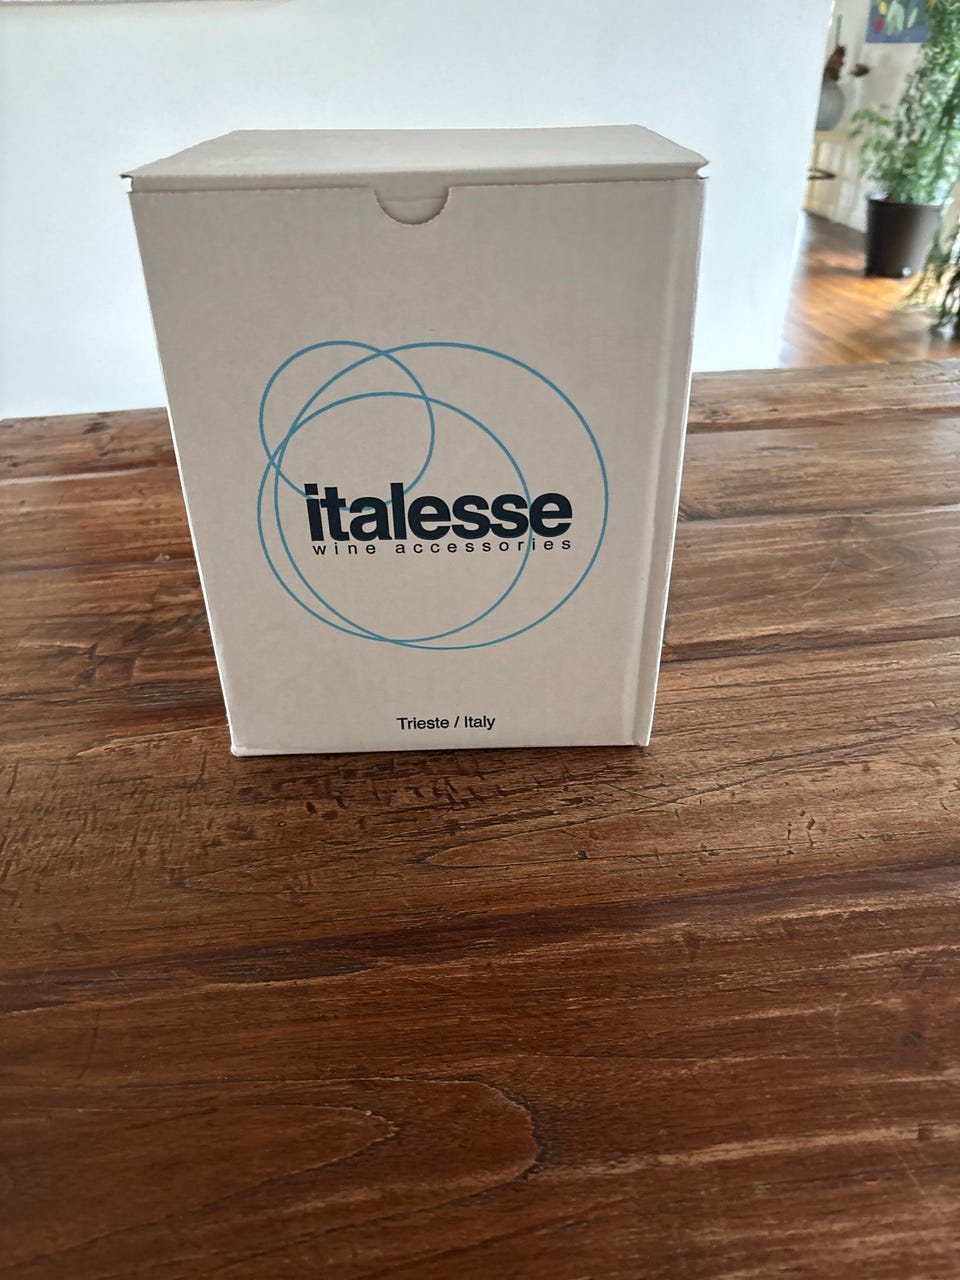 italesse
wine accessories
Trieste / Italy